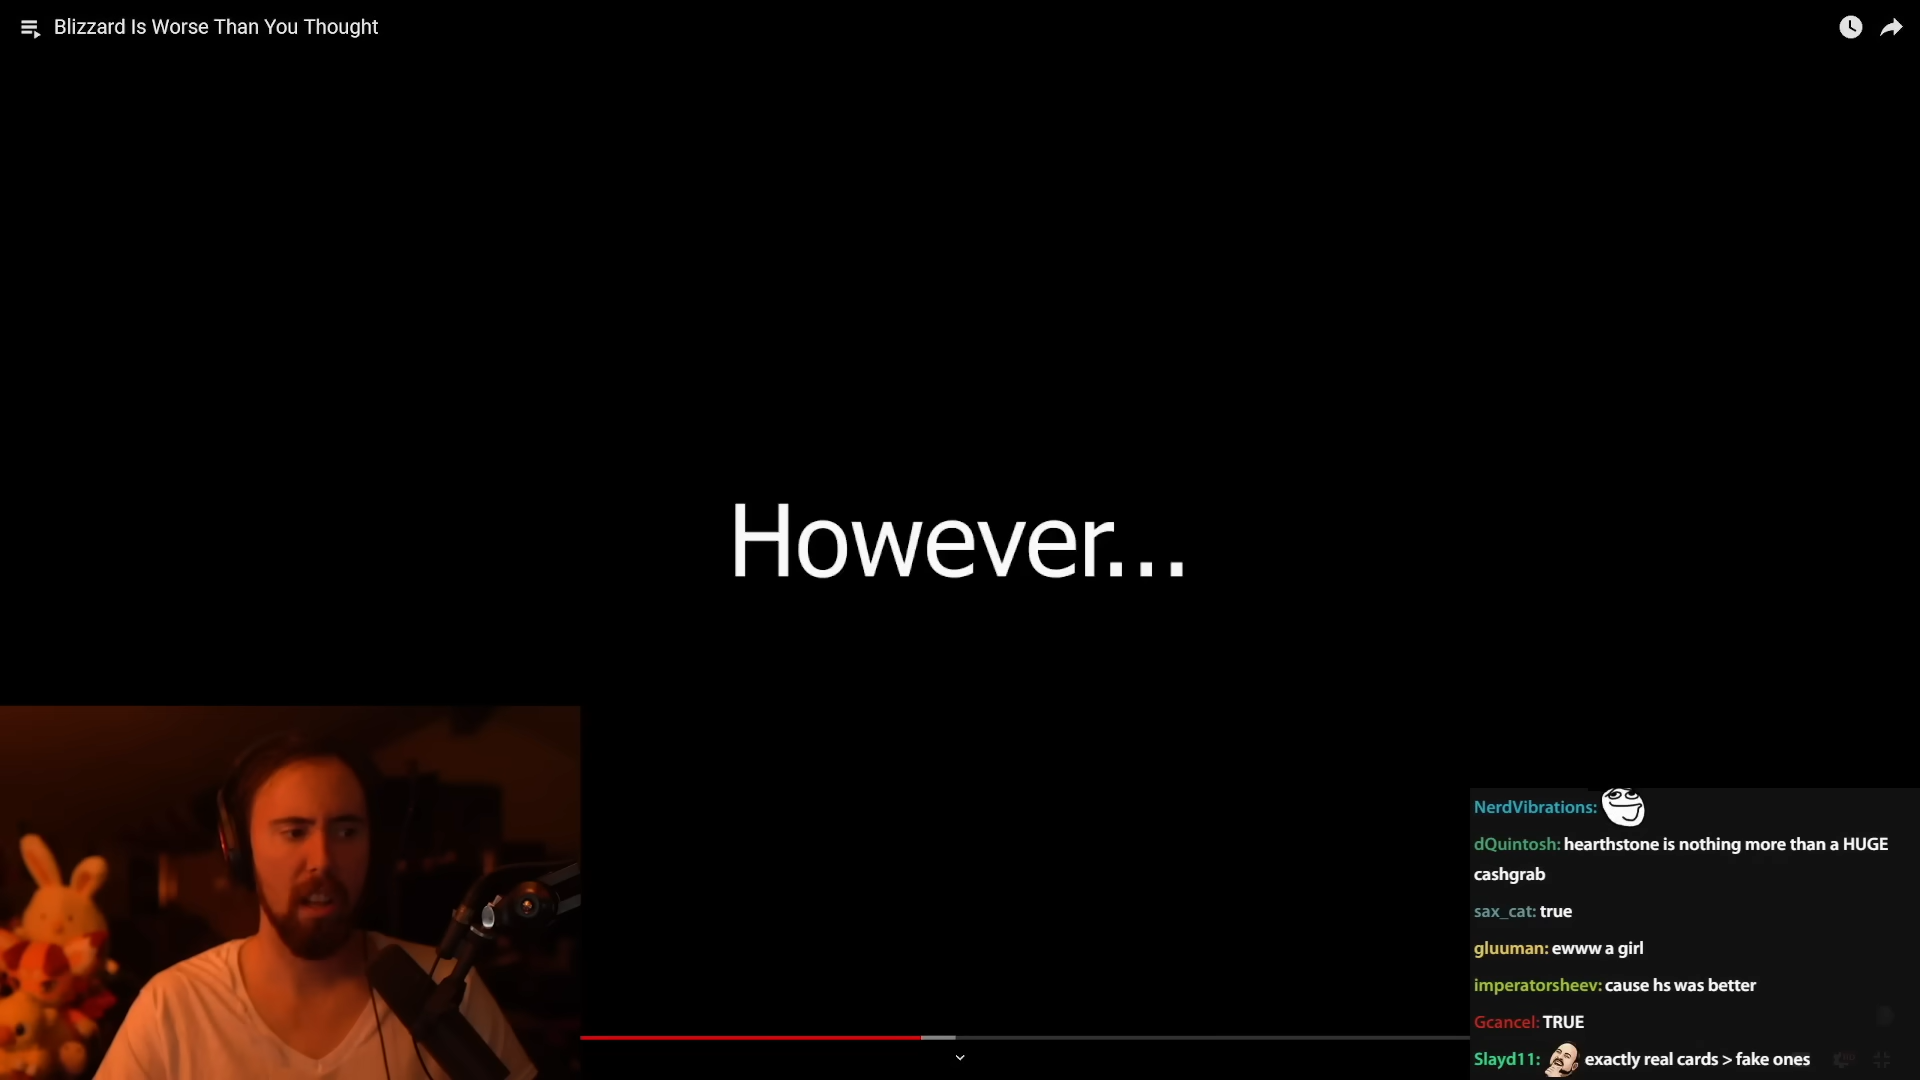 Blizzard Is Worse Than You Thought
However...
NerdVibrations:
dQuintosh: hearthstone is nothing more than a HUGE
cashgrab
sax_cat: true
gluuman: ewww a girl
imperatorsheev: cause hs was better
Gcancel: TRUE
Slayd11: exactly real cards > fake ones